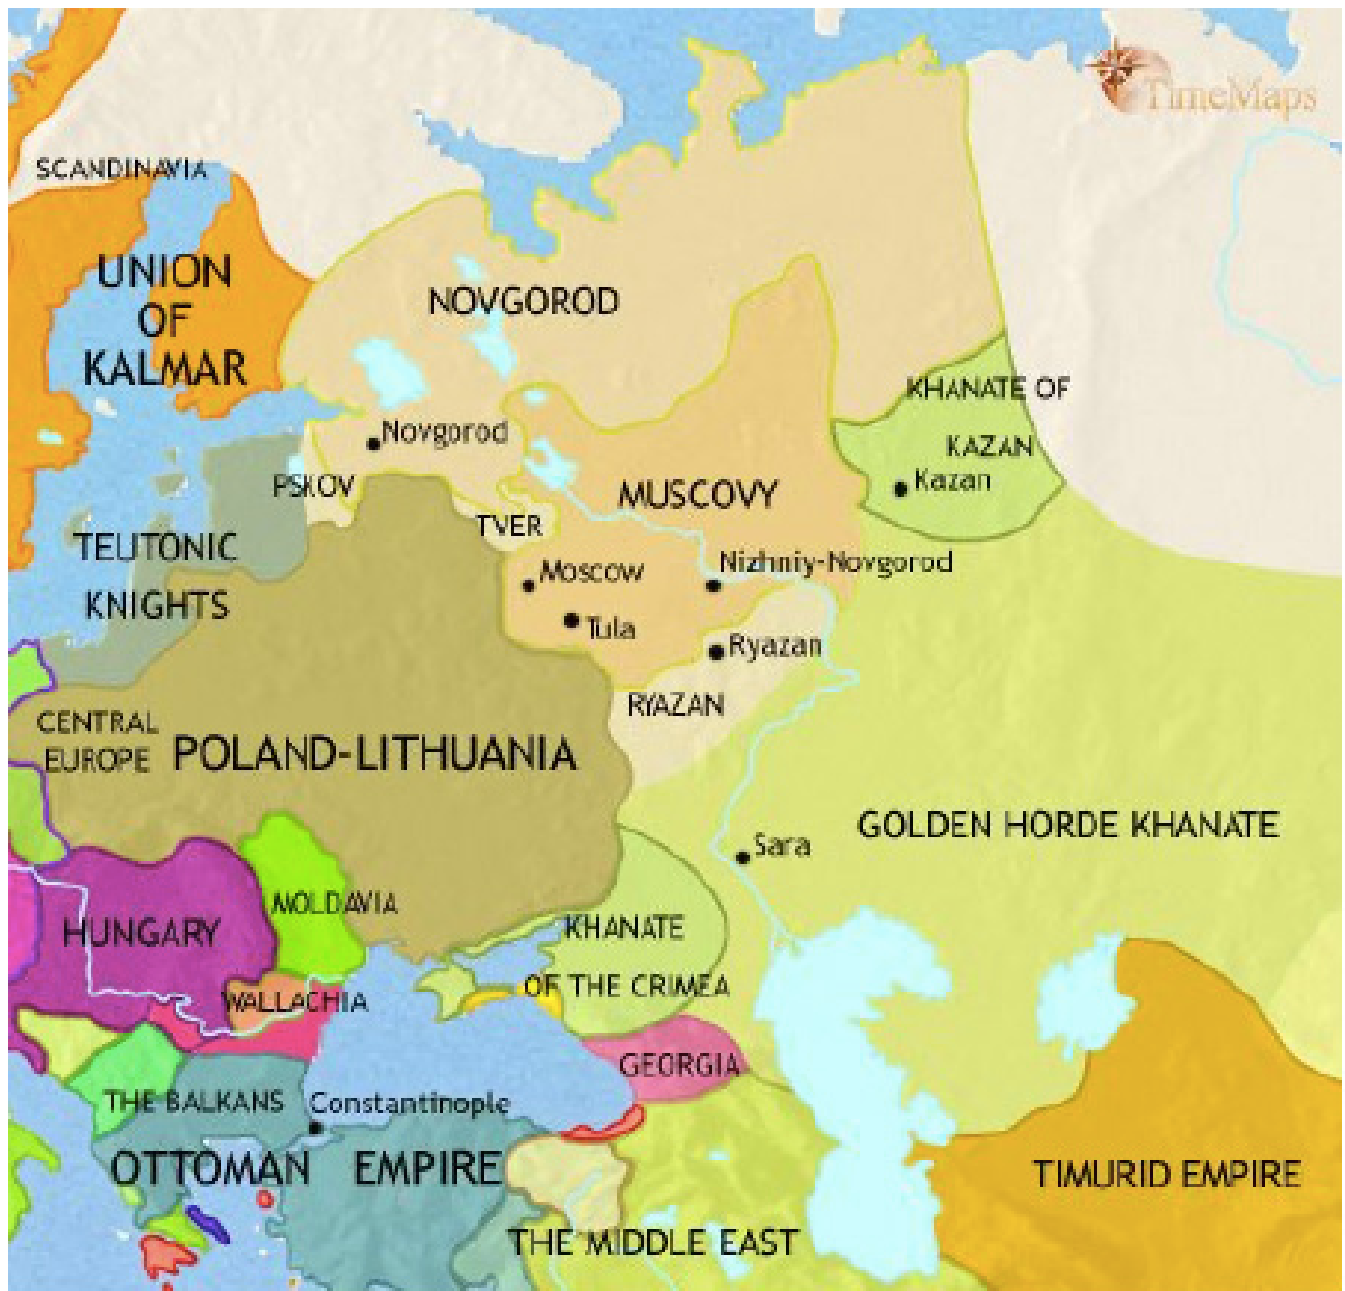 TimeMaps
SCANDINAVIA
UNION
OF
KALMAR
NOVGOROD
KHANATE OF
KAZAN
Kazan
Novgorod
PSKOV
MUSCOVY
TVER
TEUTONIC
KNIGHTS
Moscow
Nizhniy-Novgorod
Tula
Ryazan
RYAZAN
CENTRAL
EUROPE
POLAND-LITHUANIA
GOLDEN HORDE KHANATE
Sara
MOLDAVIA
HUNGARY
KHANATE
OF THE CRIMEA
WALLACHIA
GEORGIA
THE BALKANS
Constantinople
OTTOMAN EMPIRE
TIMURID EMPIRE
THE MIDDLE EAST